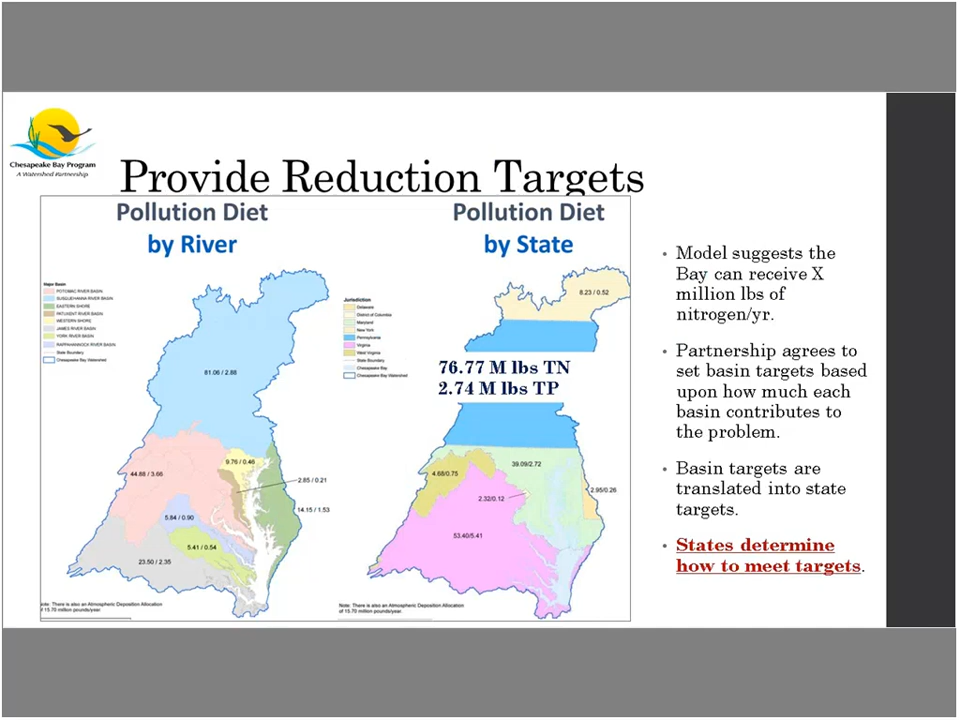 Chesapeake Bay Program
A Watershed Partnership
Provide Reduction Targets
Pollution Diet
by River
Major Basin
POTOMAC RIVER BASIN
SUSQUEHANNA RIVER BASIN
EASTERN SHORE
PATUXENT RIVER BASIN
WESTERN SHORE
JAMES RIVER BASIN
YORK RIVER BASIN
RAPPAHANNOCK RIVER BASIN
State Boundary
Chesapeake Bay Watershed
81.06 / 2.88
44.88 / 3.66
9.76 / 0.46
2.85 / 0.21
14.15 / 1.53
5.84 / 0.90
5.41 / 0.54
23.50 / 2.35
Note: There is also an Atmospheric Deposition Allocation
of 15.70 million pounds/year.
Pollution Diet
by State
Jurisdiction
Delaware
District of Columbia
Maryland
New York
Pennsylvania
Virginia
West Virginia
State Boundary
Chesapeake Bay
Chesapeake Bay Watershed
8.23 / 0.52
76.77 M lbs TN
2.74 M lbs TP
39.09/2.72
4.68/0.75
2.32/0.12
2.95/0.26
53.40/5.41
Note: There is also an Atmospheric Deposition Allocation
of 15.70 million pounds/year.
• Model suggests the
Bay can receive X
million lbs of
nitrogen/yr.
• Partnership agrees to
set basin targets based
upon how much each
basin contributes to
the problem.
• Basin targets are
translated into state
targets.
• States determine
how to meet targets.